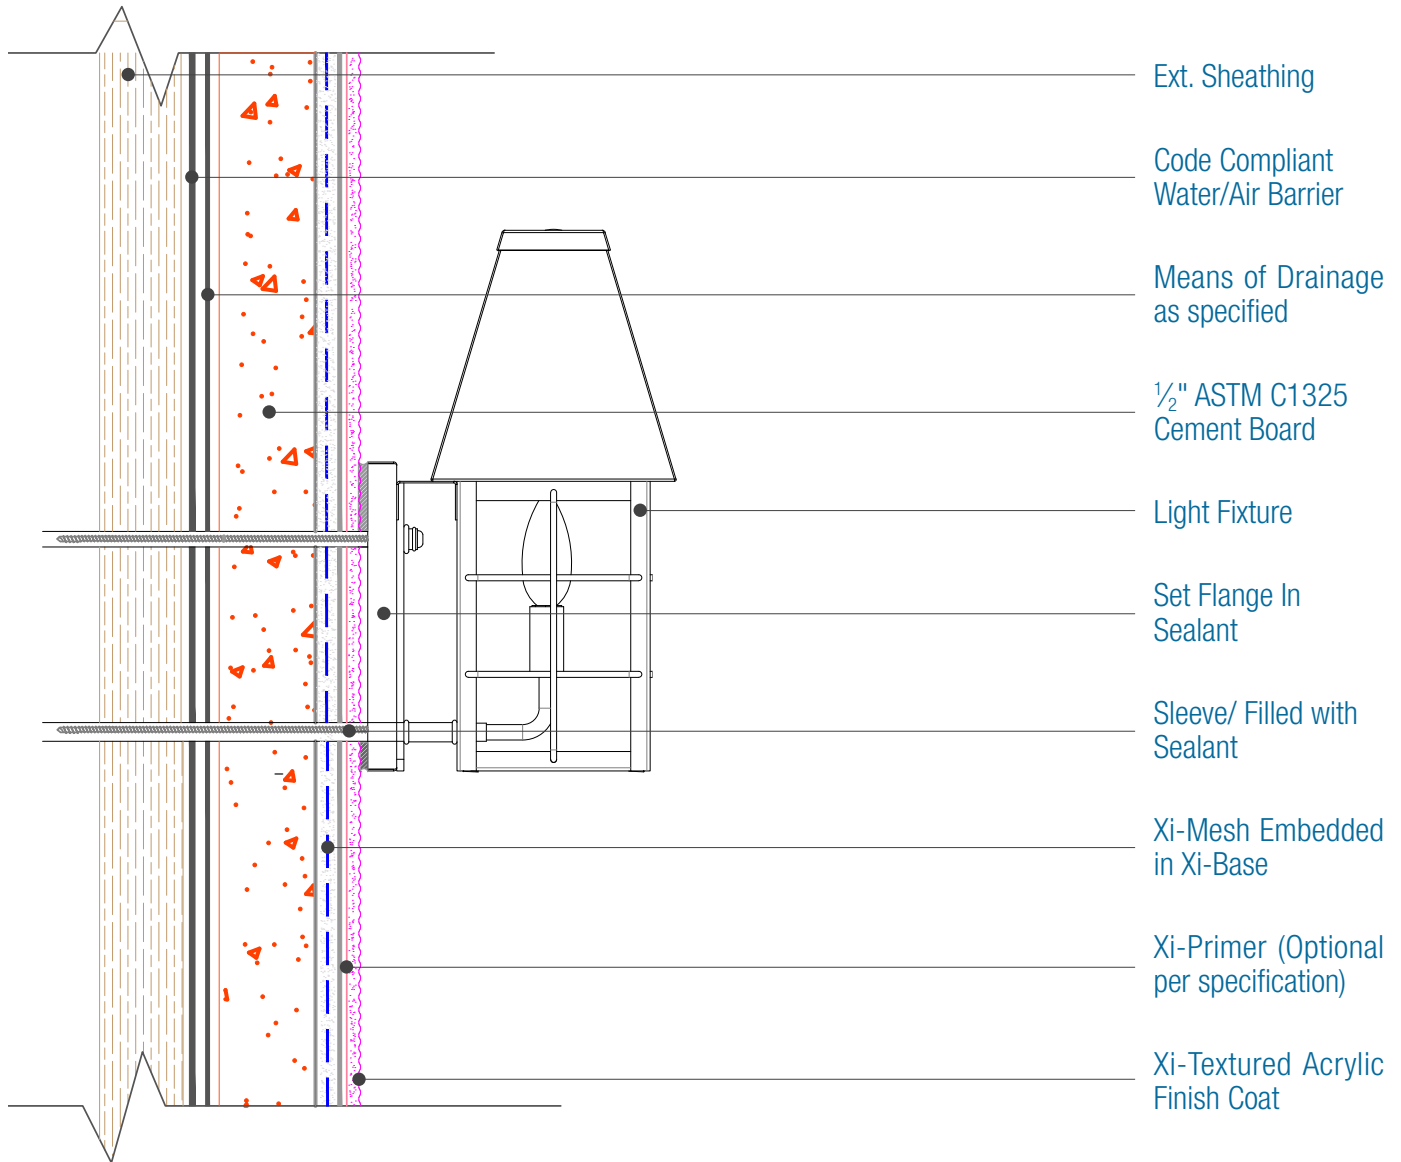 Ext. Sheathing
Code Compliant
Water/Air Barrier
Means of Drainage
as specified
½" ASTM C1325
Cement Board
Light Fixture
Set Flange In
Sealant
Sleeve/ Filled with
Sealant
Xi-Mesh Embedded
in Xi-Base
Xi-Primer (Optional
per specification)
Xi-Textured Acrylic
Finish Coat